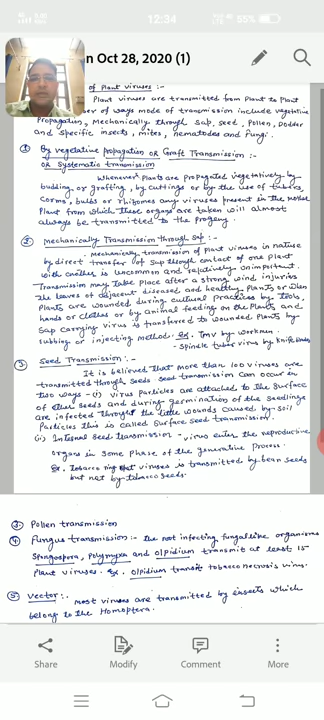 12:34
55%
n Oct 28, 2020 (1)
of Plant viruses :-
Plant viruses are transmitted from Plant to Plant
er of ways mode of transmission include vegetative
Propagation, Mechanically through sap, seed, Pollen, Dodder
and specific insects, mites, nematodes and Fungi.
① By vegetative propagation OR Graft Transmission :-
OR Systematic transmission
Whenever Plants are propagated vegetatively by
budding or grafting, by cuttings or by the use of tubers,
Corms, bulbs or Rhizomes any viruses present in the mother
Plant from which these organs are taken will almost
always be transmitted to the progeny.
② Mechanically Transmission through sap :-
- Mechanically transmission of Plant viruses in nature
by direct transfer of sap through contact of one Plant
with another is uncommon and relatively unimportant.
Transmission may take place after a strong wind, injuries
the leaves of adjacent diseased and healthy Plants or when
Plants are wounded during cultural practices by tools,
hands or clothes or by animal feeding on the Plants and
Sap carrying virus is transferred to wounded Plants by
rubbing or injecting method. ex. TMV by workmen.
- Spindle tuber virus by knife
③ Seed Transmission :-
It is believed that more than 100 viruses are
transmitted through seeds. Seed transmission can occur in
two ways - (i) Virus particles are attached to the surface
of the seeds and during germination of the seedlings
are infected throught the little wounds caused by soil
Particles this is called Surface seed transmission.
(ii) Internal seed transmission - virus enter the reproductive
organs in some phase of the generative process.
ex. Tobacco ring spot viruses is transmitted by bean seeds
but not by tobacco seeds.
③ Pollen transmission
④ Fungus transmission :- the root infecting fungal like organisms
Spongospora, Polymyxa and olpidium transmit at least 15
Plant viruses. ex. olpidium transit tobacco necrosis virus.
⑤ Vector :- Most viruses are transmitted by insects which
belong to the Homoptera.
Share
Modify
Comment
More